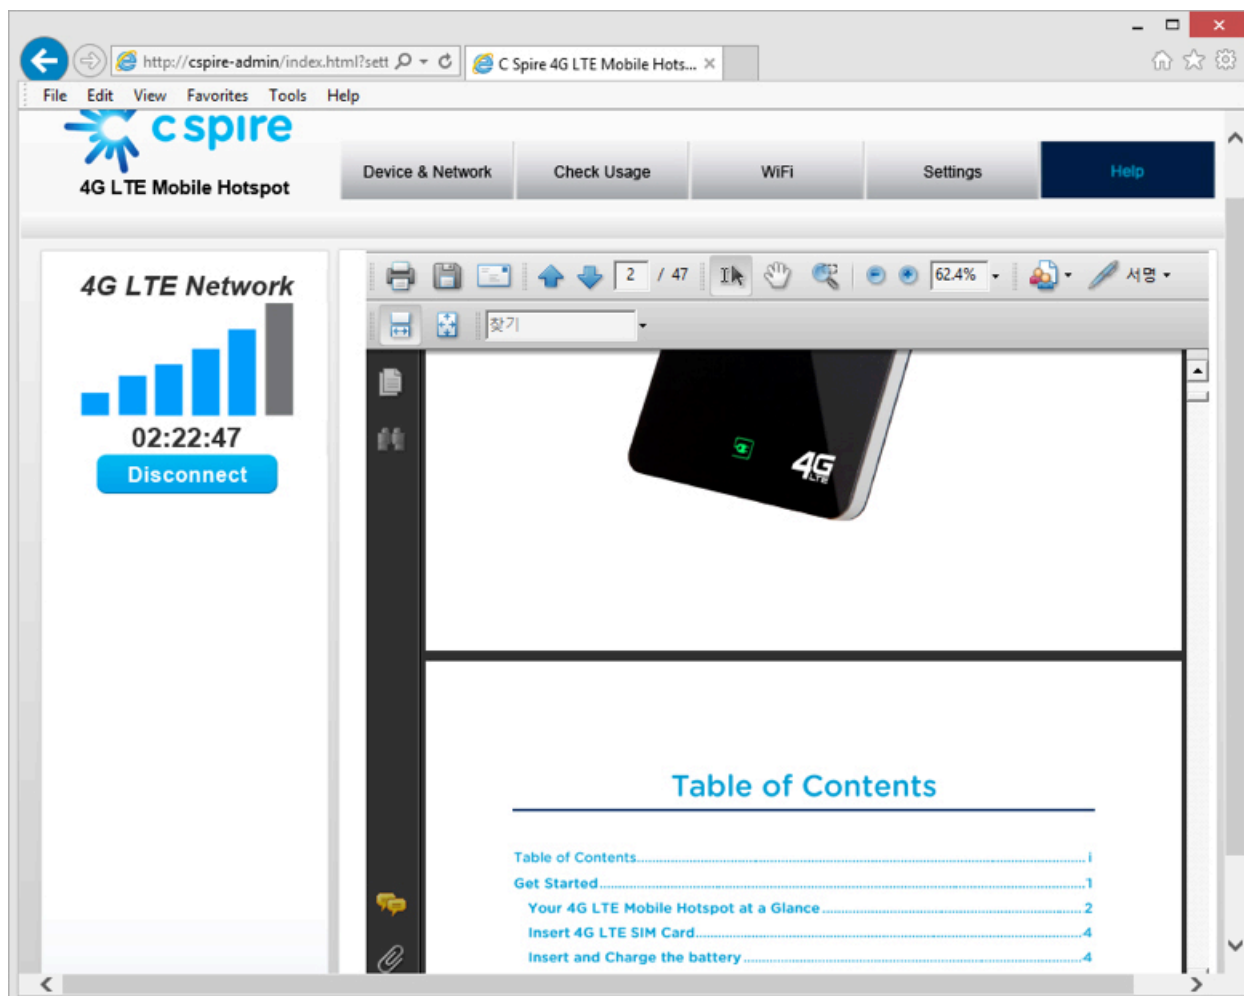 http://cspire-admin/index.html?sett
C Spire 4G LTE Mobile Hots...
File Edit View Favorites Tools Help
c spire
4G LTE Mobile Hotspot
Device & Network
Check Usage
WiFi
Settings
Help
4G LTE Network
02:22:47
Disconnect
2 / 47
62.4%
서명
찾기
4G
LTE
Table of Contents
Table of Contents i
Get Started 1
Your 4G LTE Mobile Hotspot at a Glance 2
Insert 4G LTE SIM Card 4
Insert and Charge the battery 4